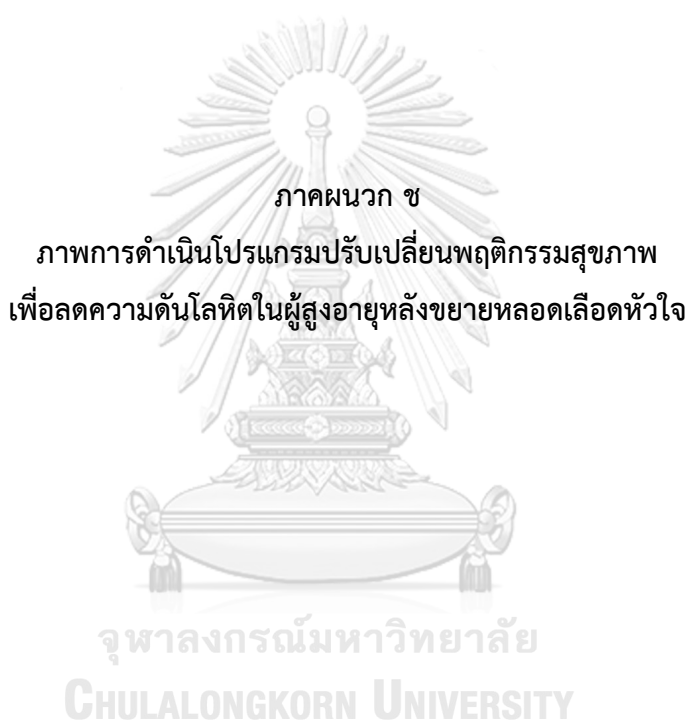 ภาคผนวก ช
ภาพการดำเนินโปรแกรมปรับเปลี่ยนพฤติกรรมสุขภาพ
เพื่อลดความดันโลหิตในผู้สูงอายุหลังขยายหลอดเลือดหัวใจ
จุฬาลงกรณ์มหาวิทยาลัย
CHULALONGKORN UNIVERSITY